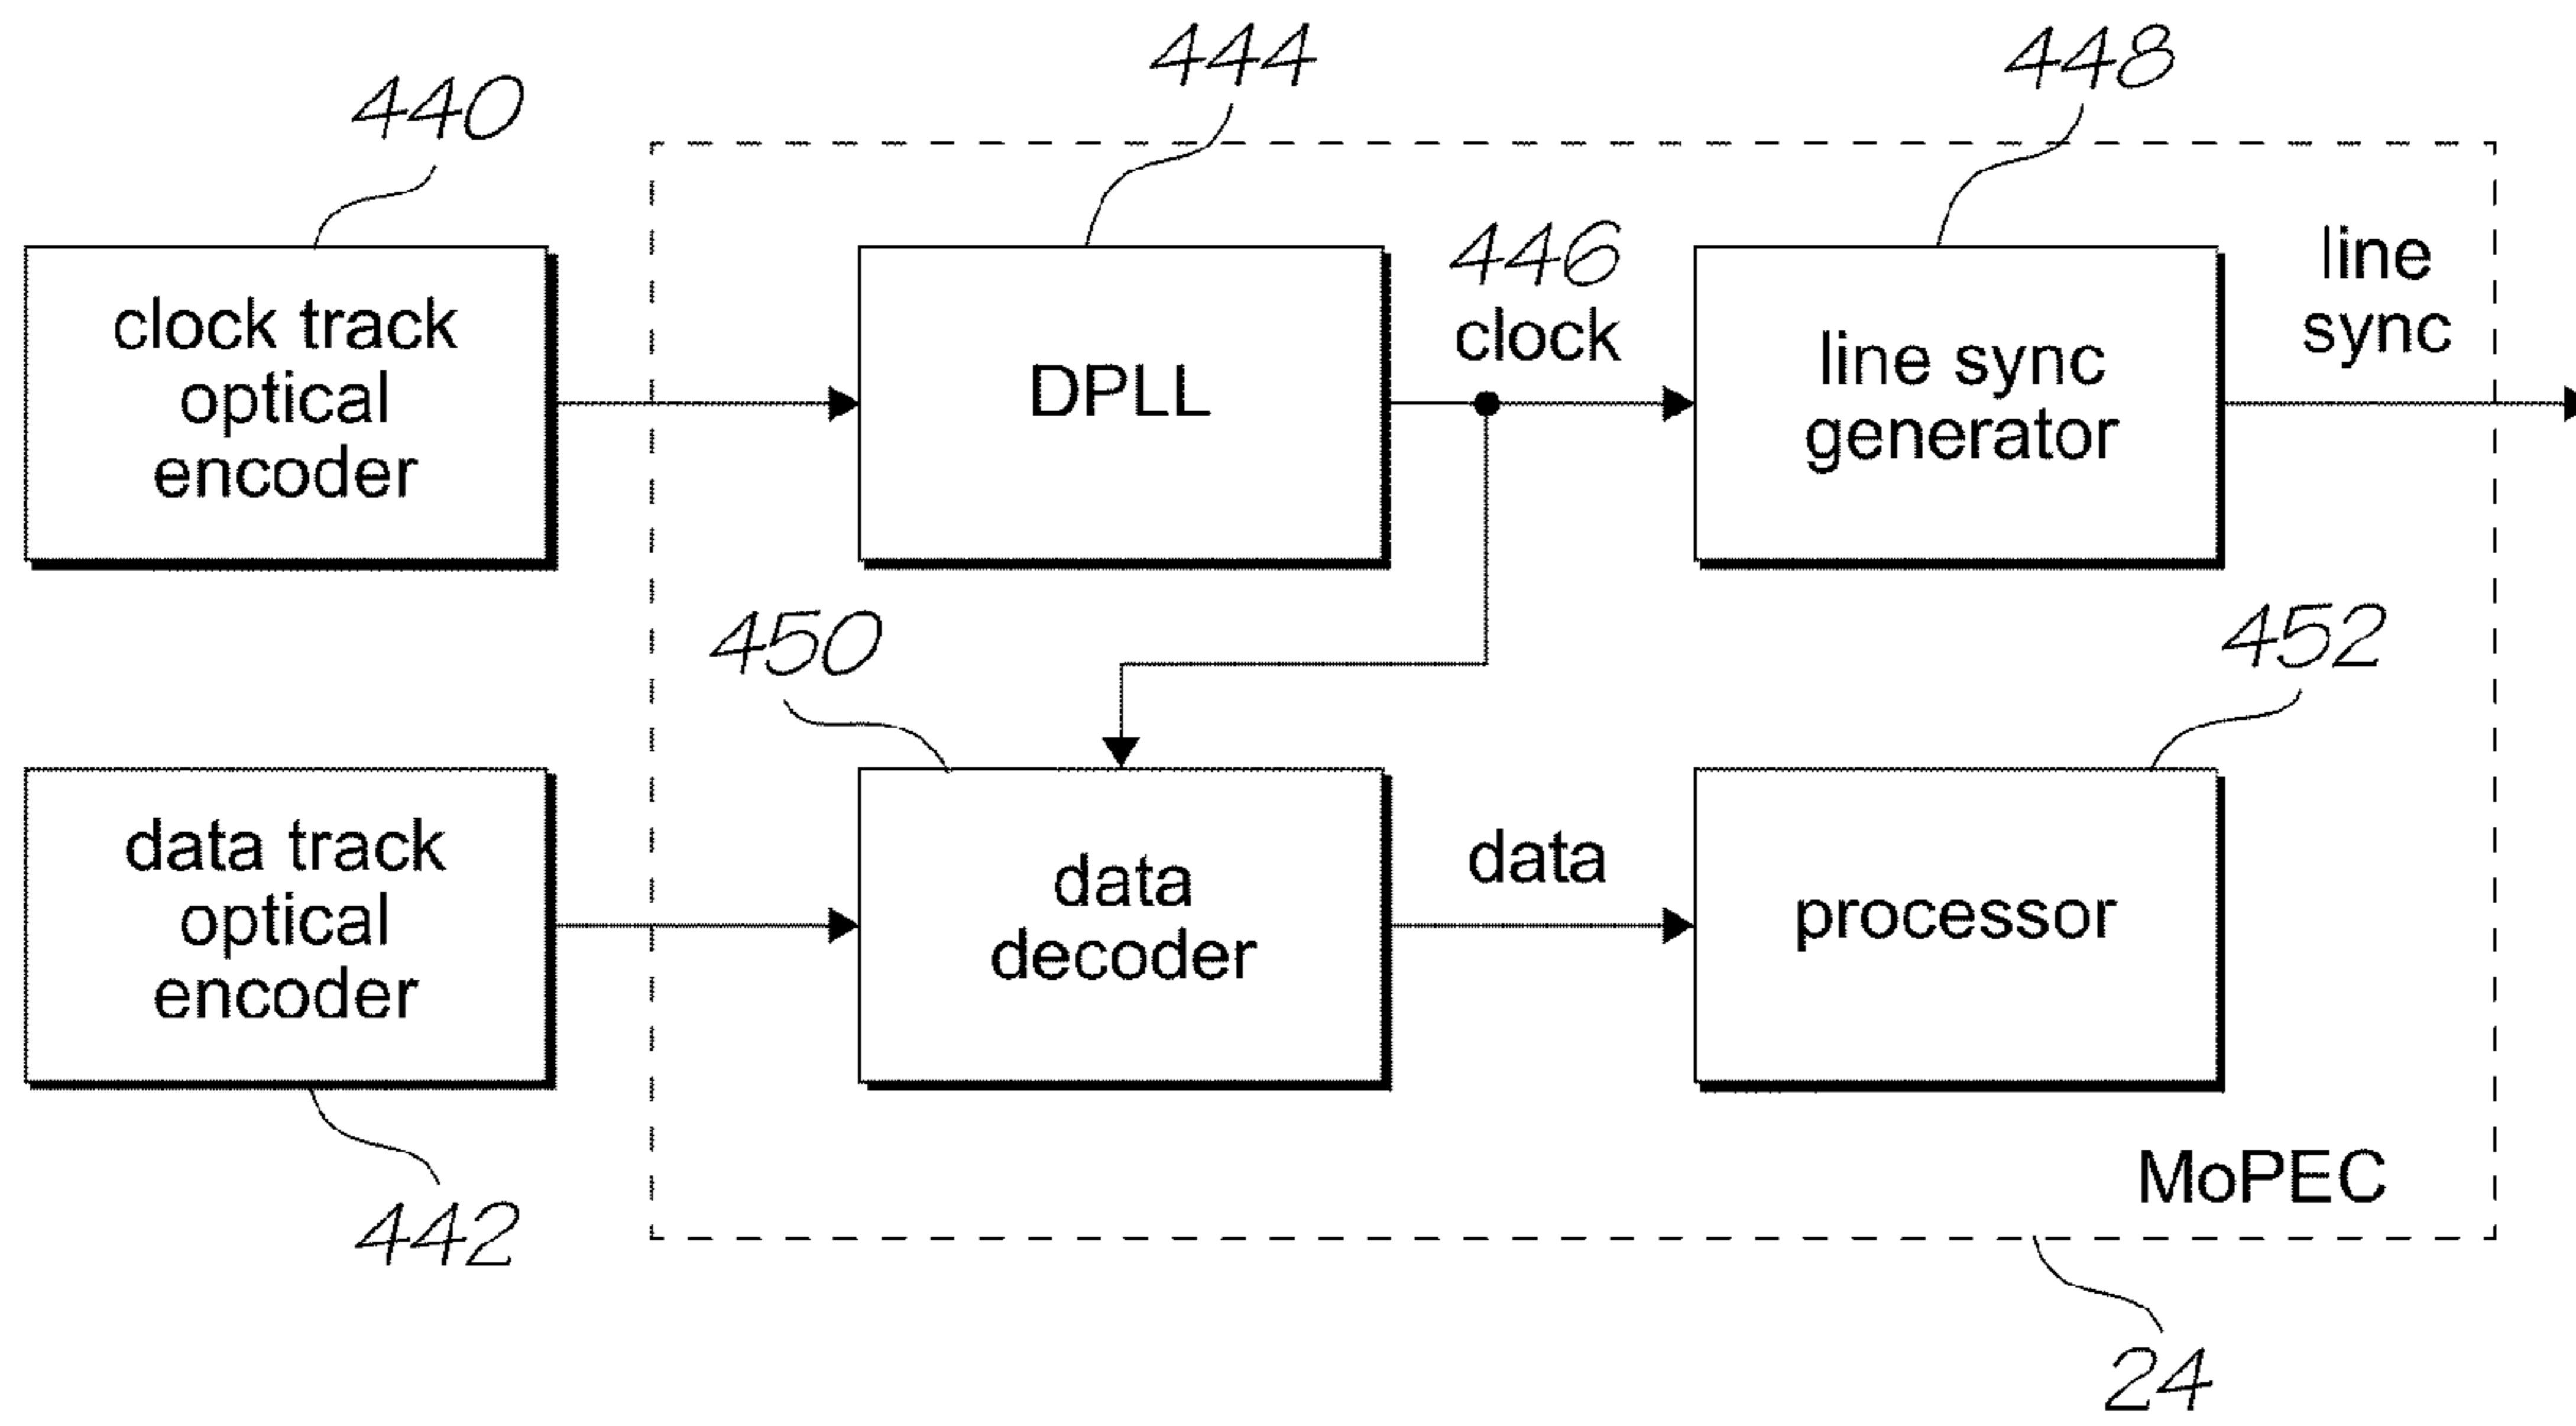 444
448
440
446
clock
line
sync
clock track
optical
encoder
DPLL
line sync
generator
450
452
data track
optical
encoder
data
decoder
data
processor
MoPEC
442
24